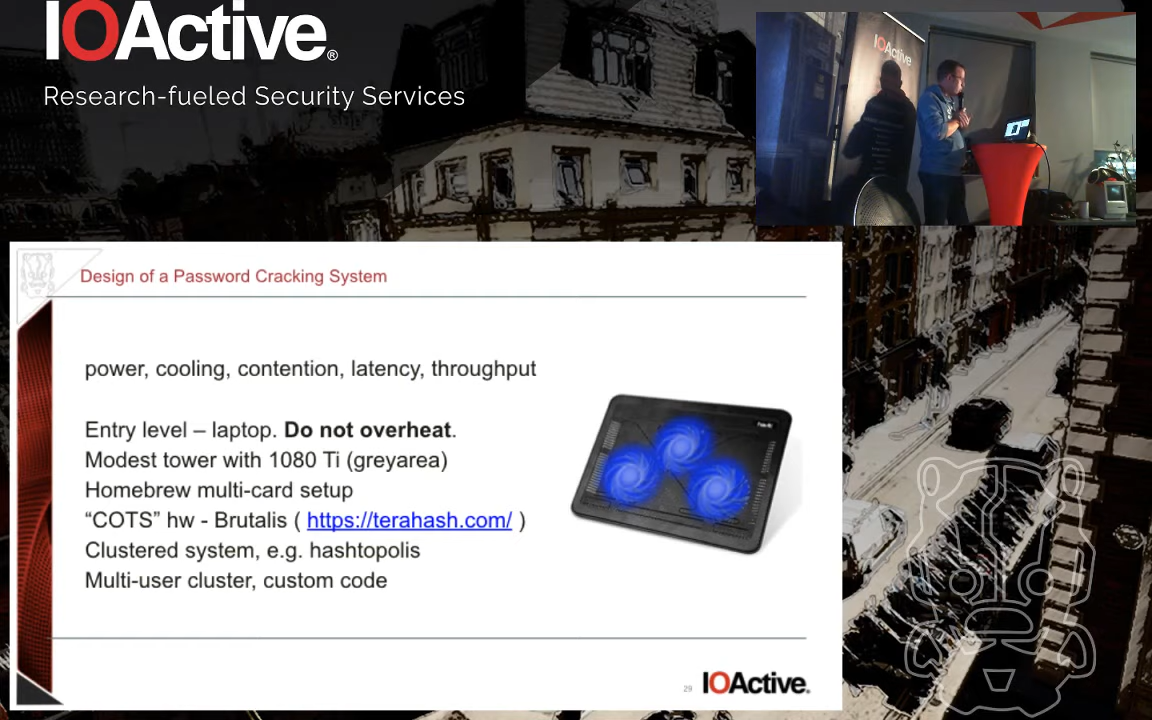 IOActive®
Research-fueled Security Services
IOActive
Design of a Password Cracking System
power, cooling, contention, latency, throughput
Entry level – laptop. Do not overheat.
Modest tower with 1080 Ti (greyarea)
Homebrew multi-card setup
“COTS” hw - Brutalis ( https://terahash.com/ )
Clustered system, e.g. hashtopolis
Multi-user cluster, custom code
29
IOActive.